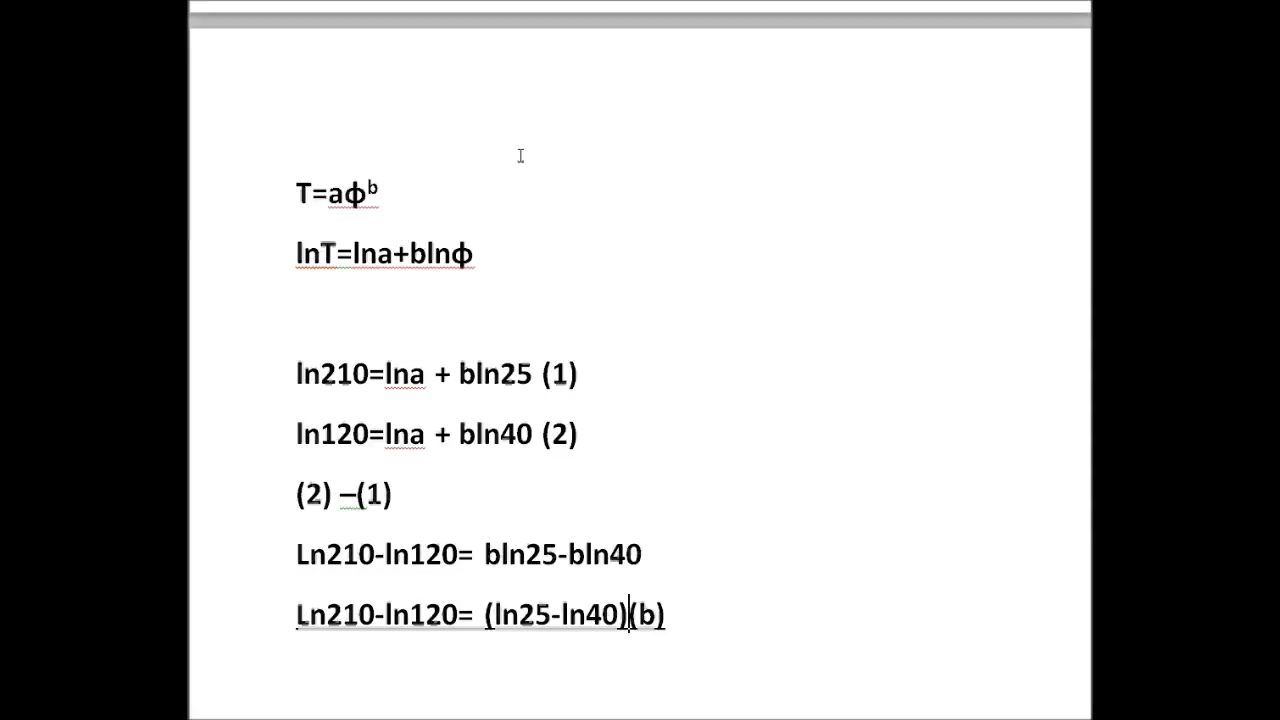 T=aϕᵇ
lnT=lna+blnϕ
ln210=lna + bln25 (1)
ln120=lna + bln40 (2)
(2) –(1)
Ln210-ln120= bln25-bln40
Ln210-ln120= (ln25-ln40)(b)